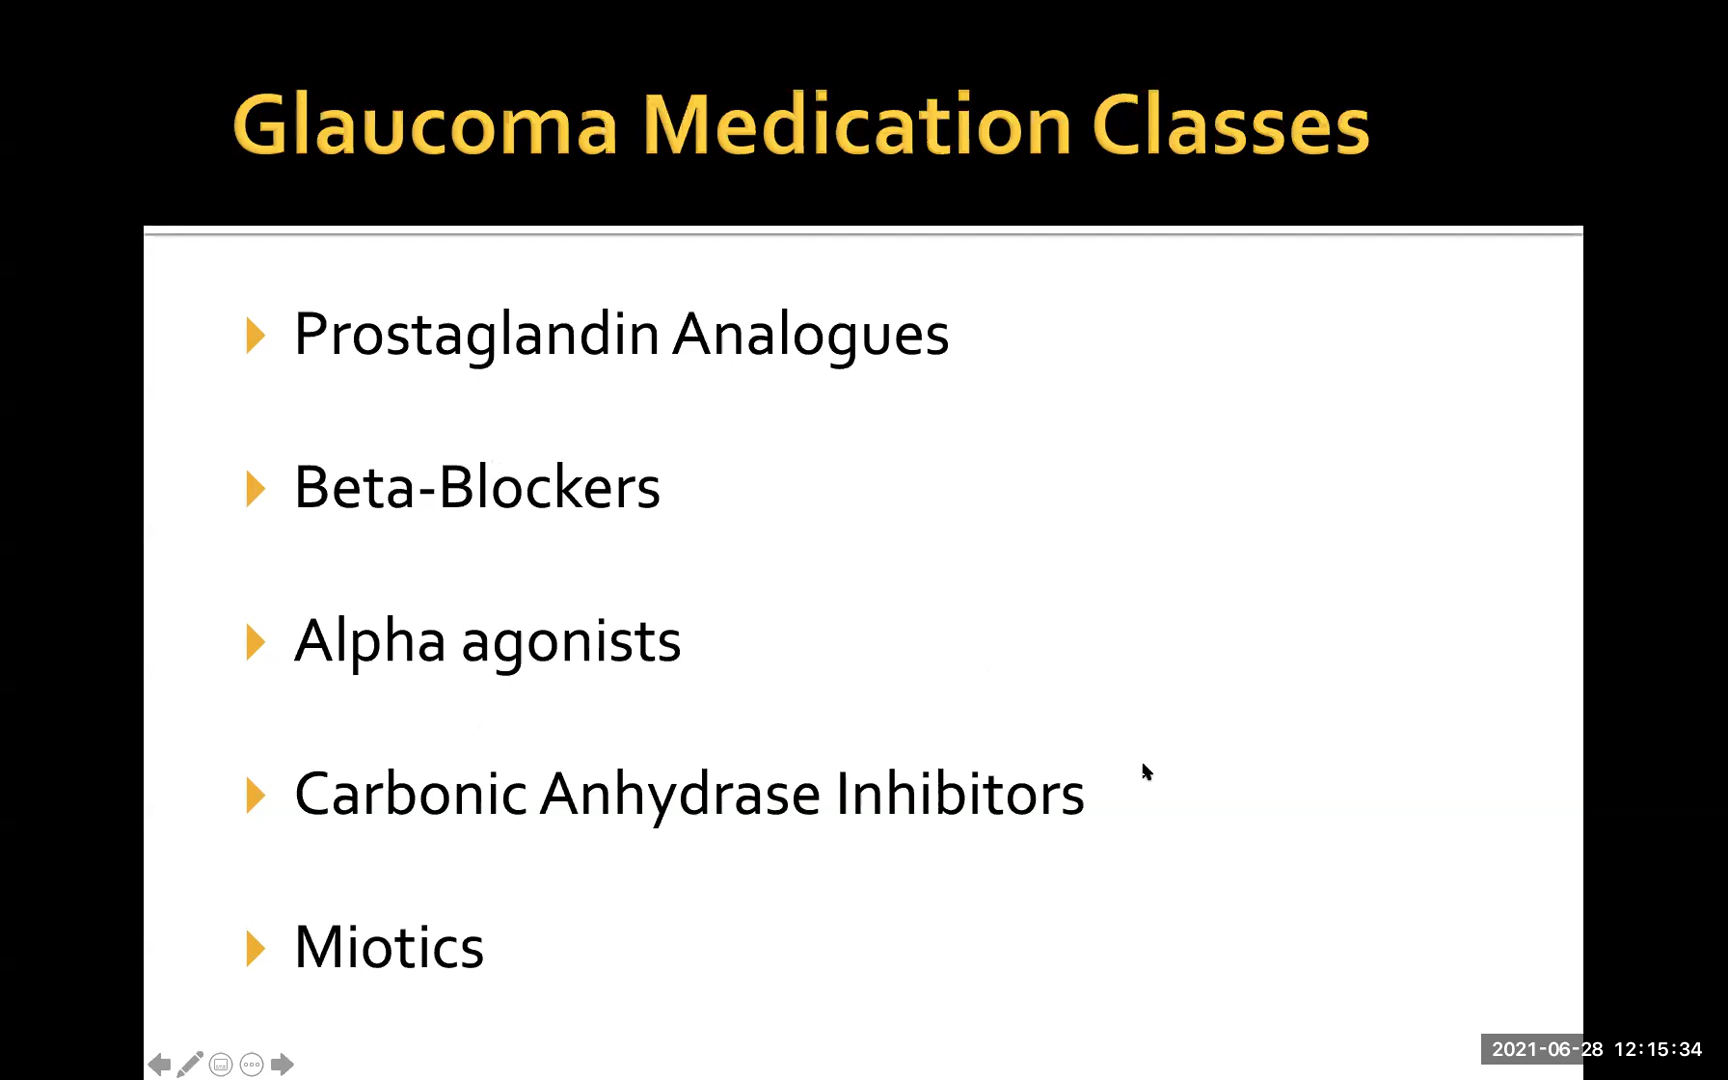 Glaucoma Medication Classes
Prostaglandin Analogues
Beta-Blockers
Alpha agonists
Carbonic Anhydrase Inhibitors
Miotics
2021-06-28 12:15:34